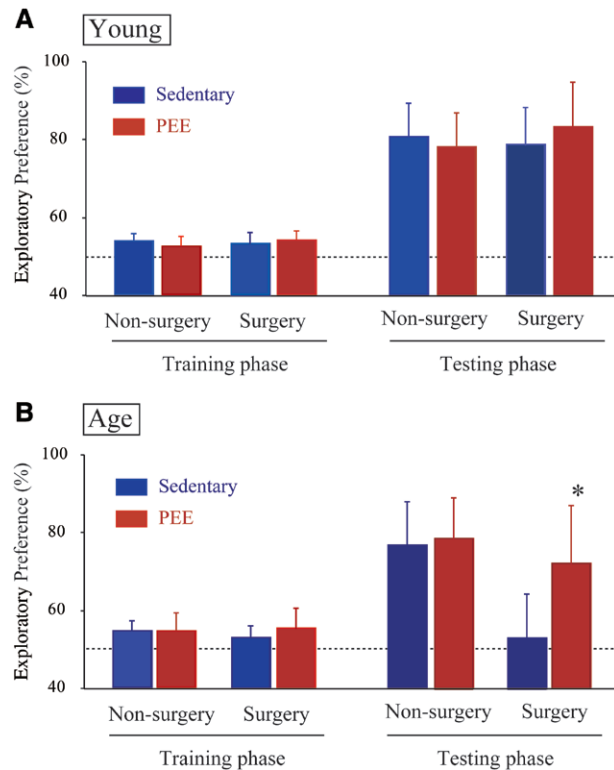 A
Young
100
80
60
40
Exploratory Preference (%)
Sedentary
PEE
Non-surgery Surgery Non-surgery Surgery
Training phase Testing phase
B
Age
100
80
60
40
Exploratory Preference (%)
Sedentary
PEE
*
Non-surgery Surgery Non-surgery Surgery
Training phase Testing phase